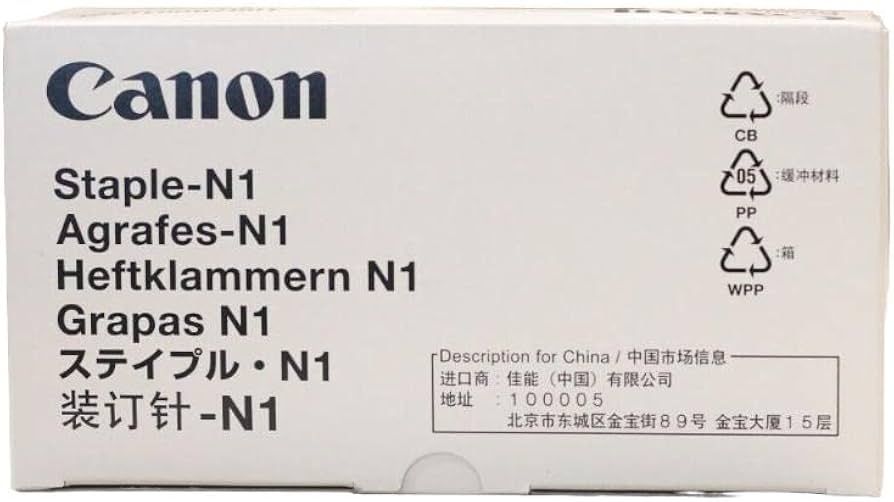 Canon
Staple-N1
Agrafes-N1
Heftklammern N1
Grapas N1
ステイプル・N1
装订针-N1
:隔段
CB
05 :缓冲材料
PP
:箱
WPP
Description for China / 中国市场信息
进口商 : 佳能（中国）有限公司
地址 : 100005
北京市东城区金宝街89号 金宝大厦15层